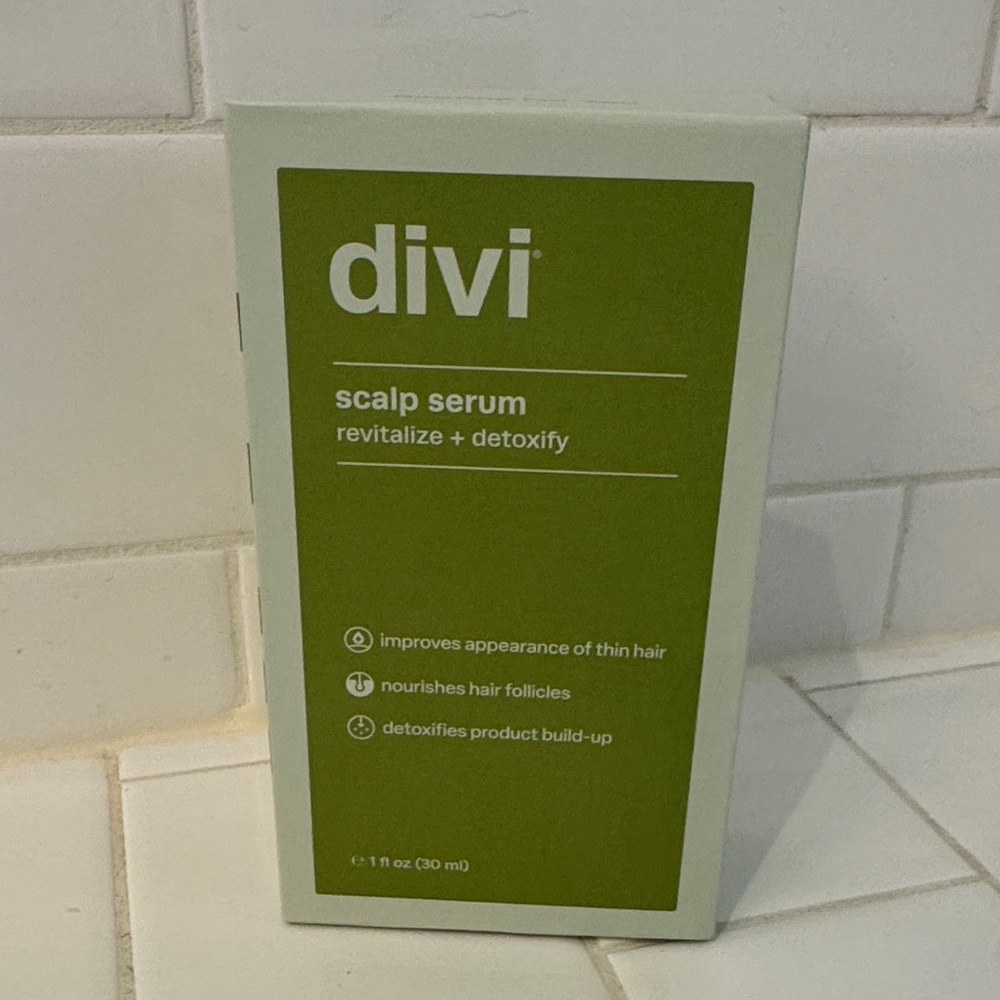 divi
scalp serum
revitalize + detoxify
improves appearance of thin hair
nourishes hair follicles
detoxifies product build-up
℮ 1 fl oz (30 ml)